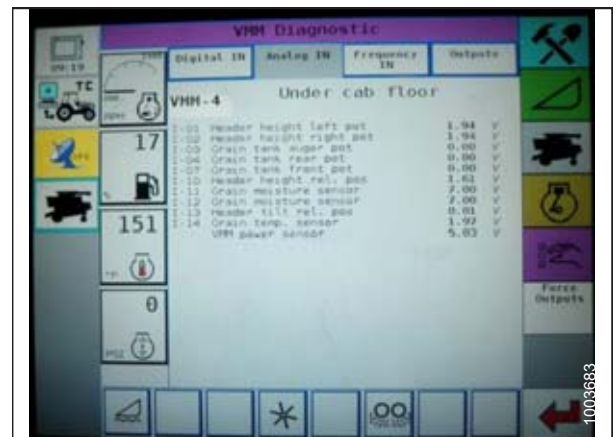 VMM Diagnostic
09:19
Digital IN
Analog IN
Frequency IN
Outputs
TC
VMM-4
Under cab floor
I-01 Header height left pot 1.94 V
I-02 Header height right pot 1.94 V
I-03 Grain tank auger pot 0.00 V
I-04 Grain tank rear pot 0.00 V
I-07 Grain tank front pot 0.00 V
I-10 Header height rel. pos 1.61 V
I-11 Grain moisture sensor 7.00 V
I-12 Grain moisture sensor 7.00 V
I-13 Header tilt rel. pos 0.01 V
I-14 Grain temp. sensor 1.97 V
VMM power sensor 5.03 V
17
151
0
PSI
Force
Outputs
1003683